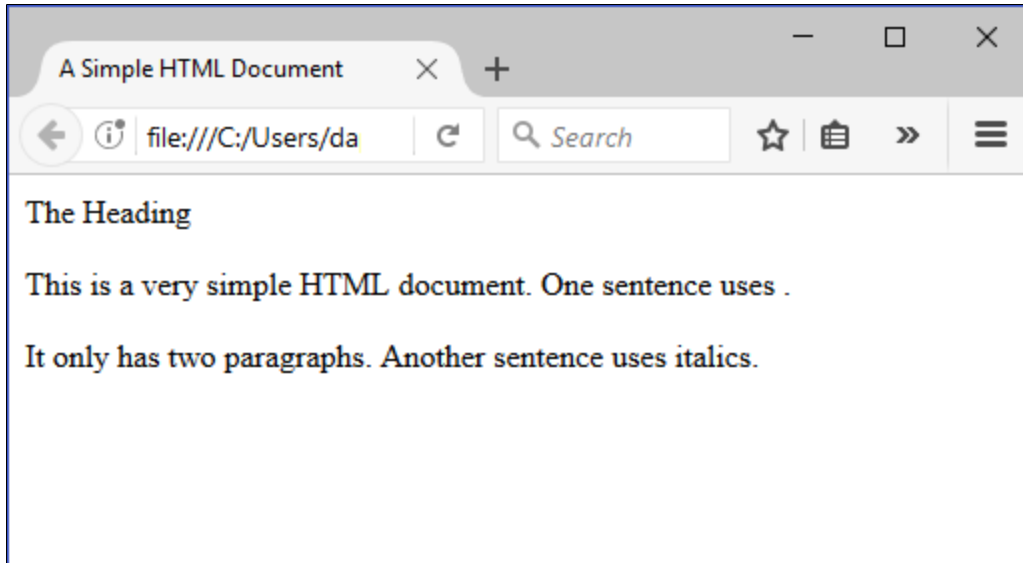 A Simple HTML Document
file:///C:/Users/da
Search
The Heading
This is a very simple HTML document. One sentence uses .
It only has two paragraphs. Another sentence uses italics.